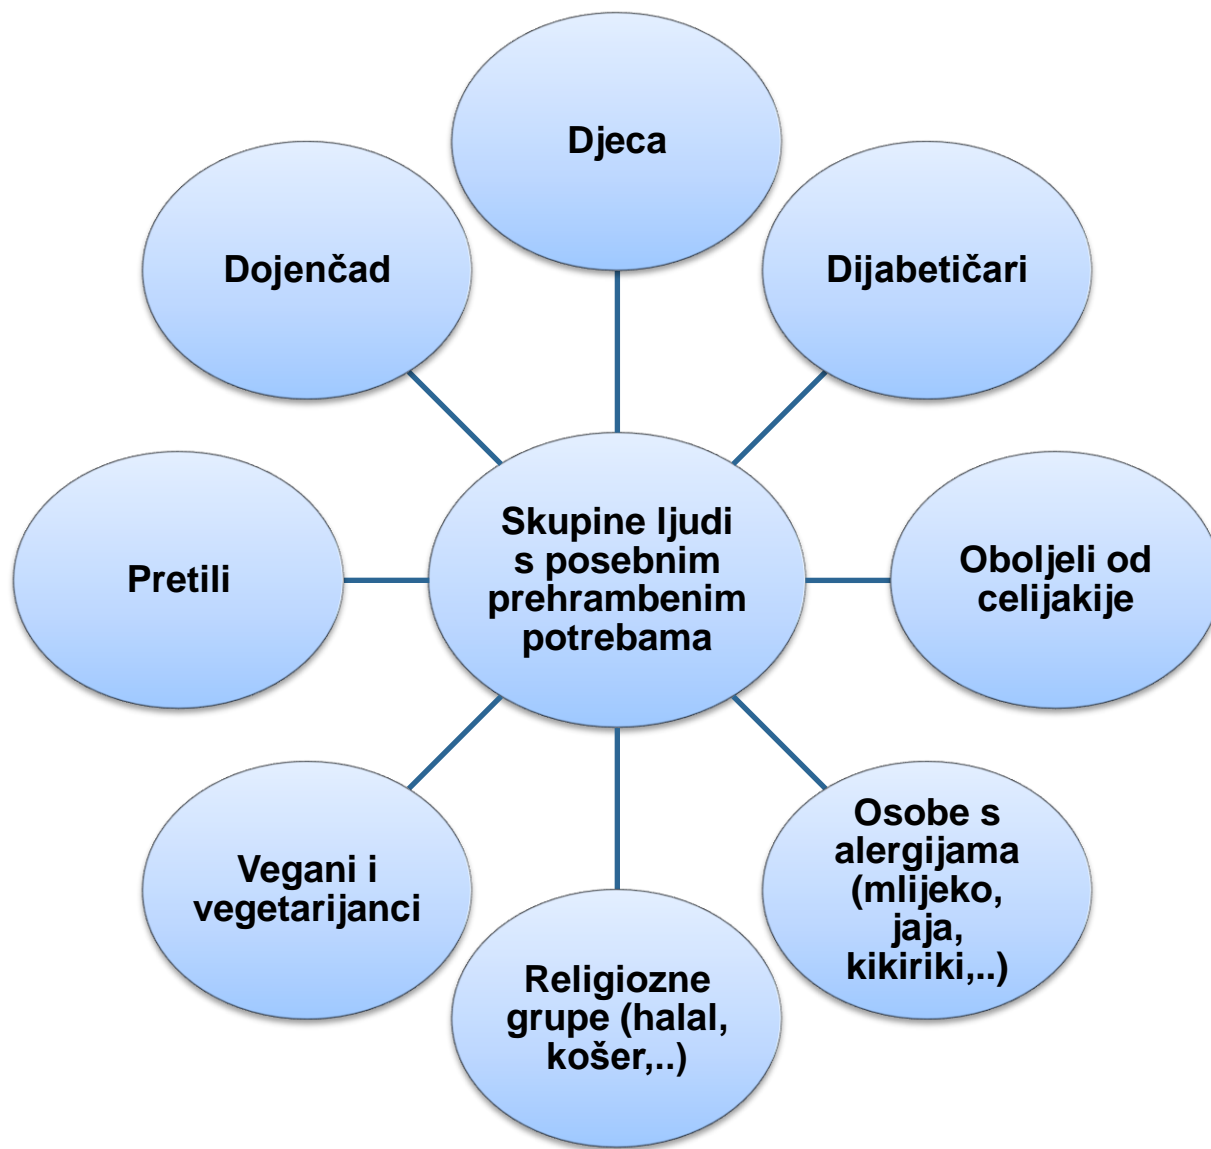 Djeca
Dojenčad
Dijabetičari
Skupine ljudi
s posebnim
prehrambenim
potrebama
Pretili
Oboljeli od
celijakije
Vegani i
vegetarijanci
Osobe s
alergijama
(mlijeko,
jaja,
kikiriki,..)
Religiozne
grupe (halal,
košer,..)